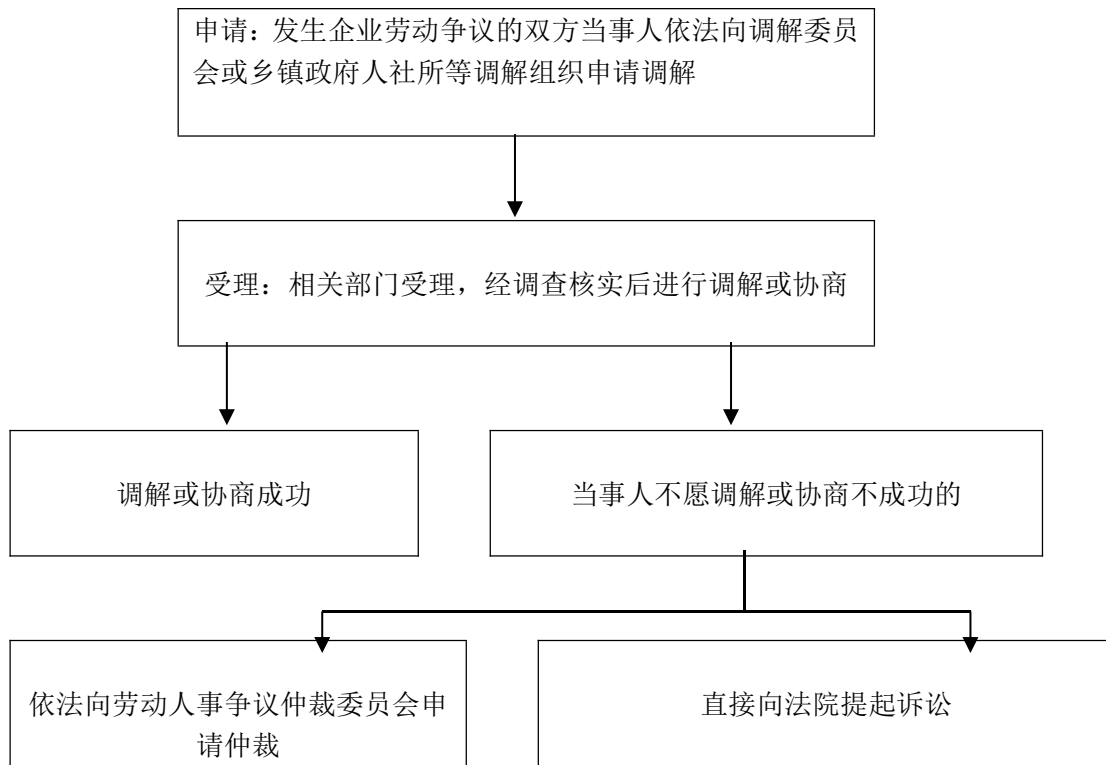 申请：发生企业劳动争议的双方当事人依法向调解委员
会或乡镇政府人社所等调解组织申请调解
受理：相关部门受理，经调查核实后进行调解或协商
调解或协商成功
当事人不愿调解或协商不成功的
依法向劳动人事争议仲裁委员会申
请仲裁
直接向法院提起诉讼